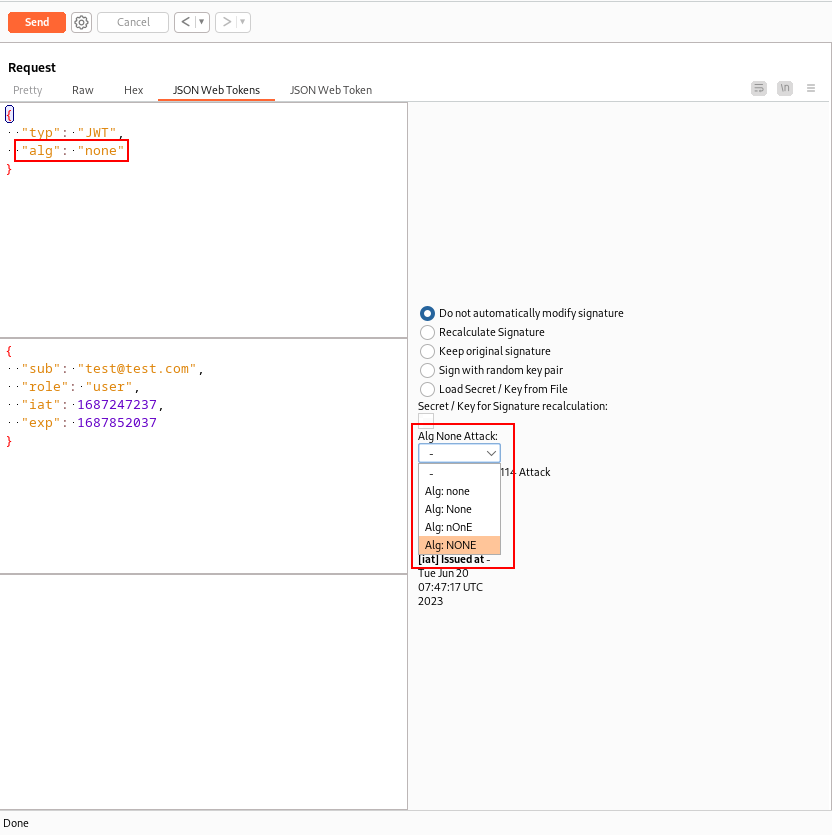 Send
Cancel
< ▼
> ▼
Request
Pretty Raw Hex JSON Web Tokens JSON Web Token
\n
{
"typ": "JWT",
"alg": "none"
}
{
"sub": "test@test.com",
"role": "user",
"iat": 1687247237,
"exp": 1687852037
}
Do not automatically modify signature
Recalculate Signature
Keep original signature
Sign with random key pair
Load Secret / Key from File
Secret / Key for Signature recalculation:
Alg None Attack:
-
-
114 Attack
Alg: none
Alg: None
Alg: nOnE
Alg: NONE
[iat] Issued at -
Tue Jun 20
07:47:17 UTC
2023
Done